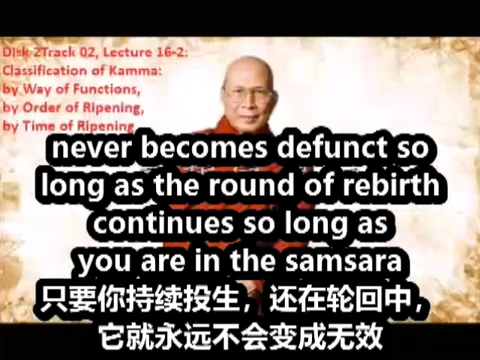 Disk 2Track 02, Lecture 16-2:
Classification of Kamma:
by Way of Functions,
by Order of Ripening,
by Time of Ripening
never becomes defunct so
long as the round of rebirth
continues so long as
you are in the samsara
只要你持续投生，还在轮回中，
它就永远不会变成无效